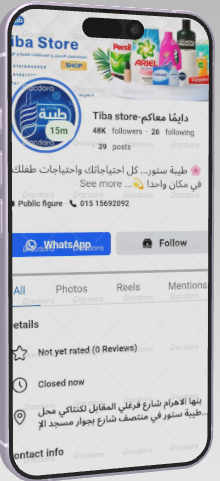 iba Store
SHOP
Persil
ARIEL
طيبة
15m
Tiba store-دايمًا معاكم
48K followers · 26 following
39 posts
🌸 طيبة ستور... كل احتياجاتك واحتياجات طفلك
في مكان واحد! 💫... See more
Public figure · 015 15692092
WhatsApp
Follow
All Photos Reels Mentions
etails
Not yet rated (0 Reviews)
Closed now
بنها الاهرام شارع فرغلي المقابل لكنتاكي محل
طيبة ستور في منتصف شارع بجوار مسجد الإ...
ontact info
Dacdora